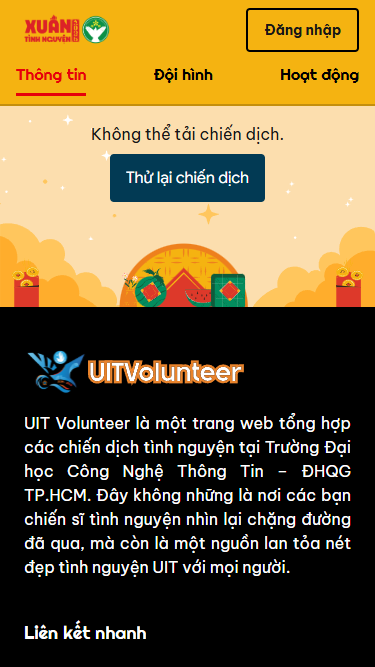 XUÂN
TÌNH NGUYỆN
Đăng nhập
Thông tin
Đội hình
Hoạt động
Không thể tải chiến dịch.
Thử lại chiến dịch
UITVolunteer
UIT Volunteer là một trang web tổng hợp
các chiến dịch tình nguyện tại Trường Đại
học Công Nghệ Thông Tin – ĐHQG
TP.HCM. Đây không những là nơi các bạn
chiến sĩ tình nguyện nhìn lại chặng đường
đã qua, mà còn là một nguồn lan tỏa nét
đẹp tình nguyện UIT với mọi người.
Liên kết nhanh